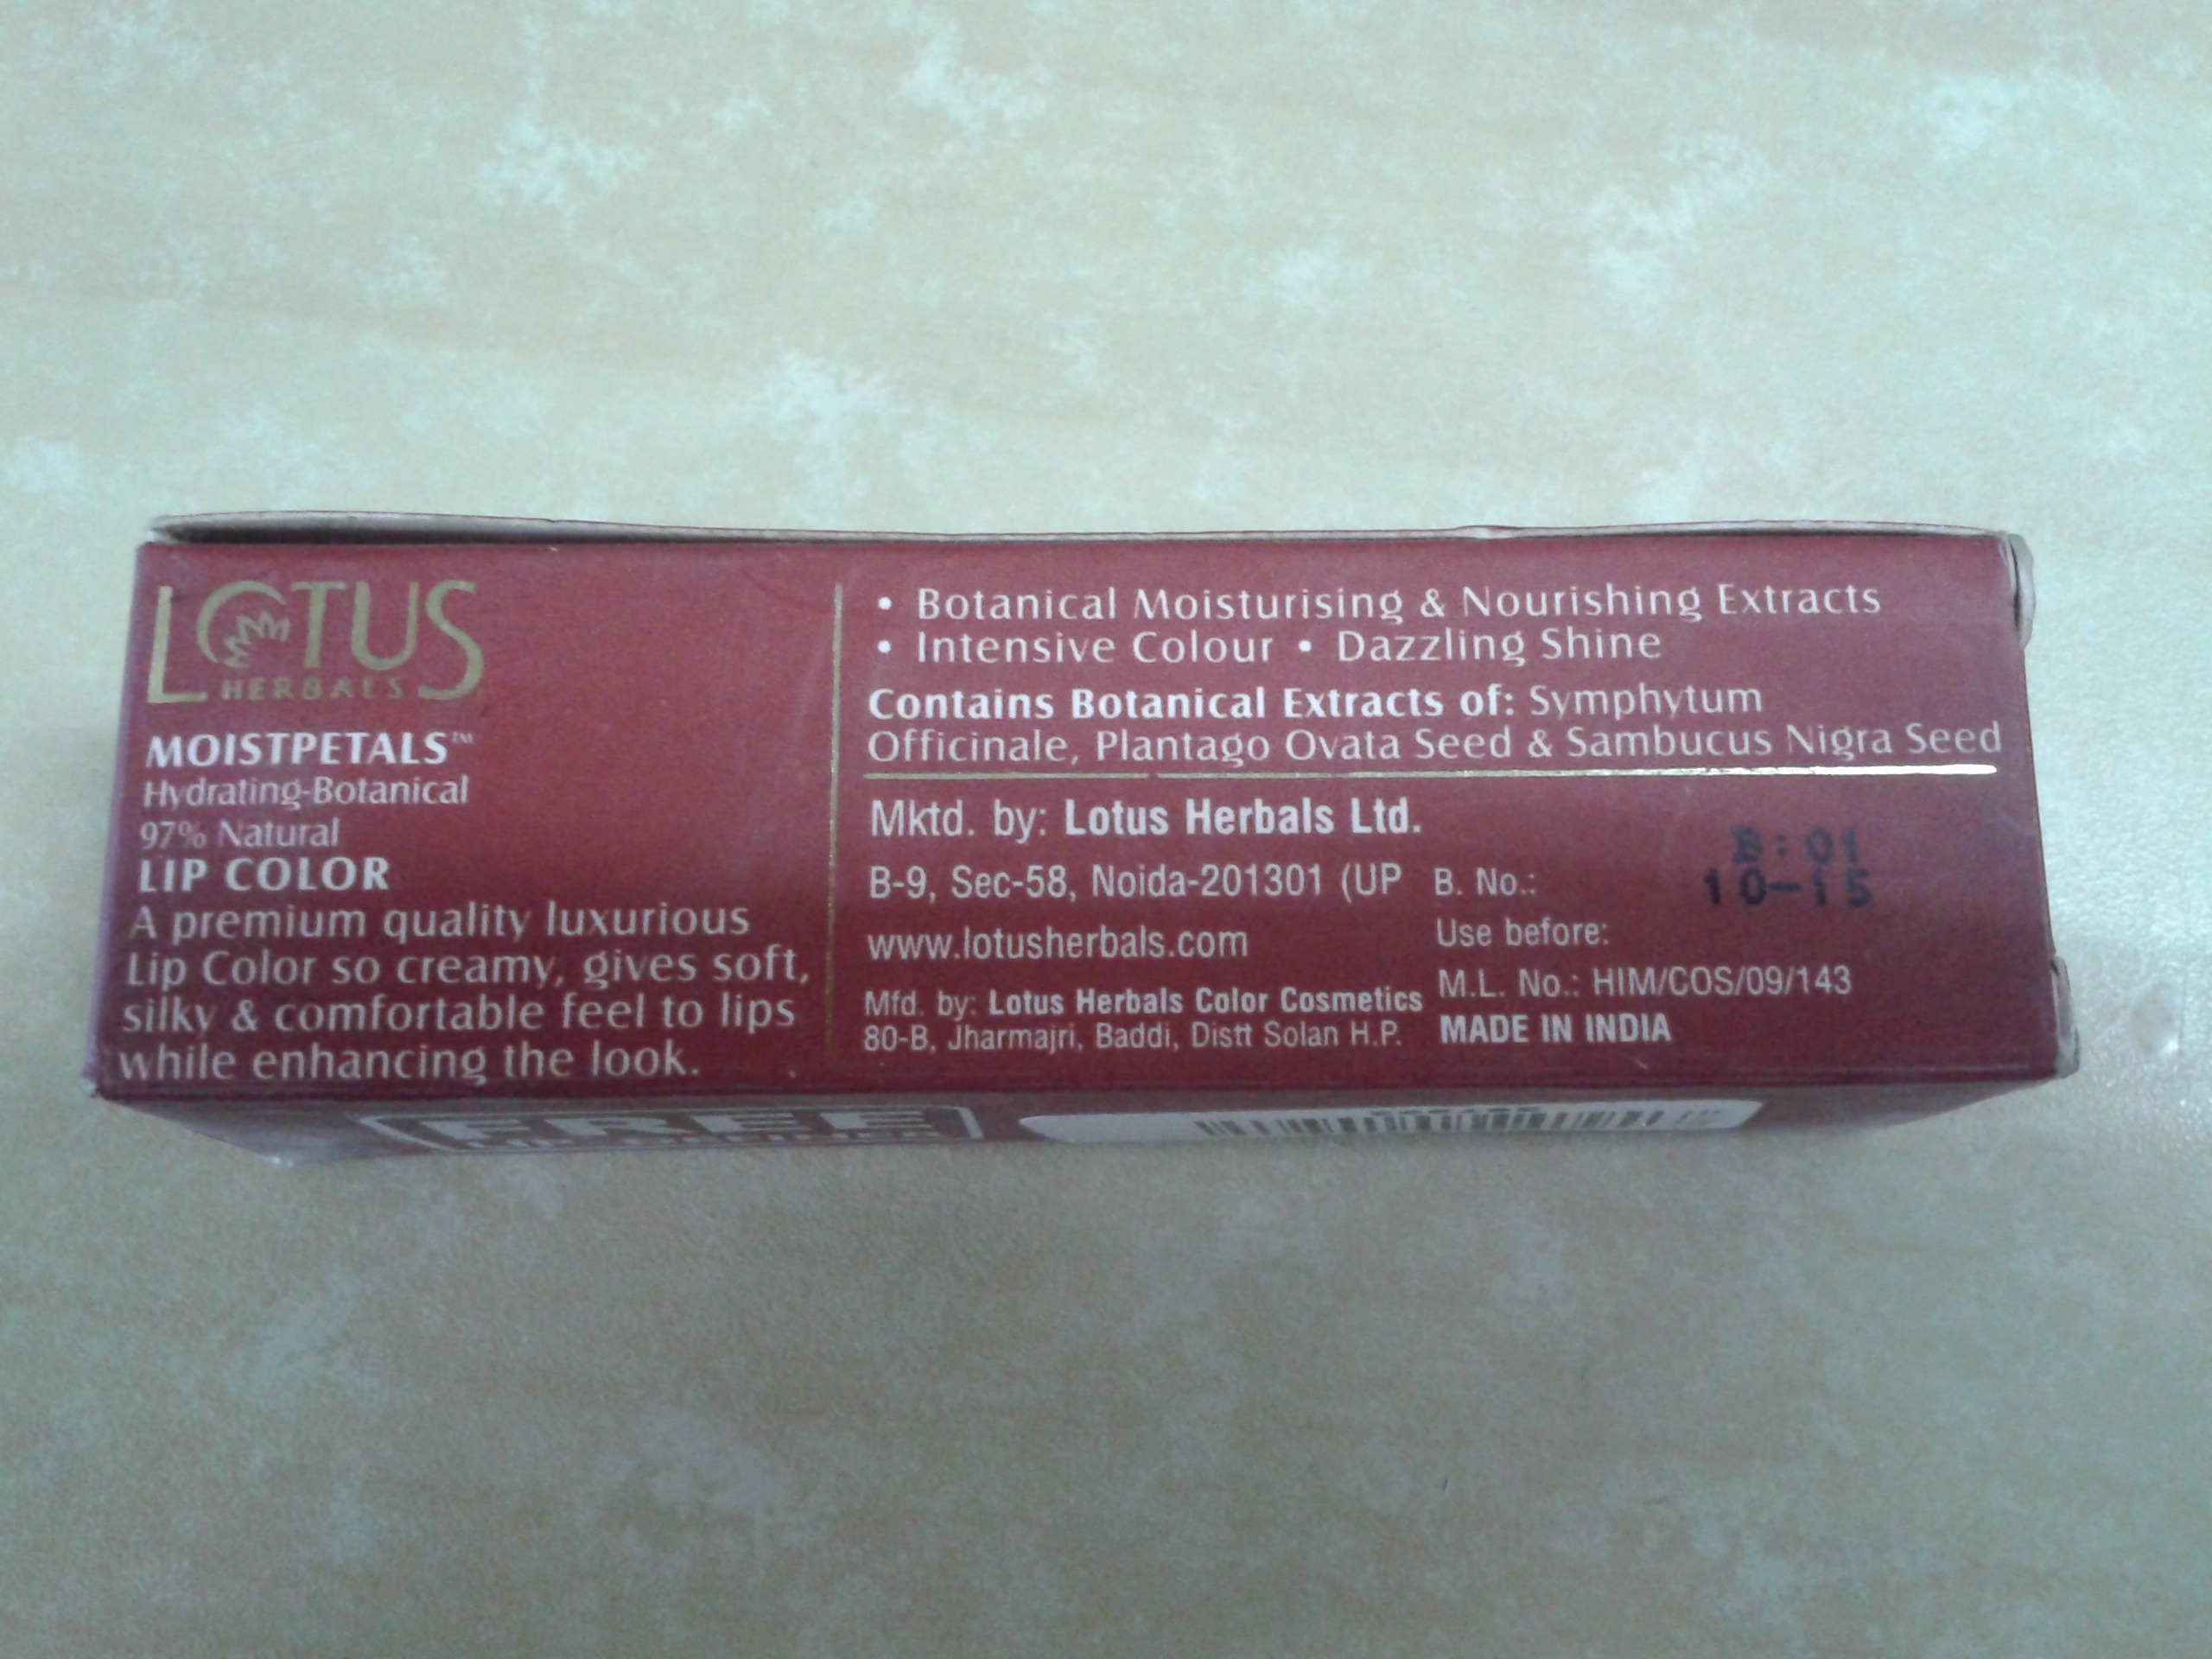 LOTUS
HERBALS
MOISTPETALS™
Hydrating-Botanical
97% Natural
LIP COLOR
A premium quality luxurious
Lip Color so creamy, gives soft,
silky & comfortable feel to lips
while enhancing the look.
• Botanical Moisturising & Nourishing Extracts
• Intensive Colour • Dazzling Shine
Contains Botanical Extracts of: Symphytum
Officinale, Plantago Ovata Seed & Sambucus Nigra Seed
Mktd. by: Lotus Herbals Ltd.
B-9, Sec-58, Noida-201301 (UP
www.lotusherbals.com
Mfd. by: Lotus Herbals Color Cosmetics
80-B, Jharmajri, Baddi, Distt Solan H.P.
B:01
B. No.: 10-15
Use before:
M.L. No.: HIM/COS/09/143
MADE IN INDIA
FREE